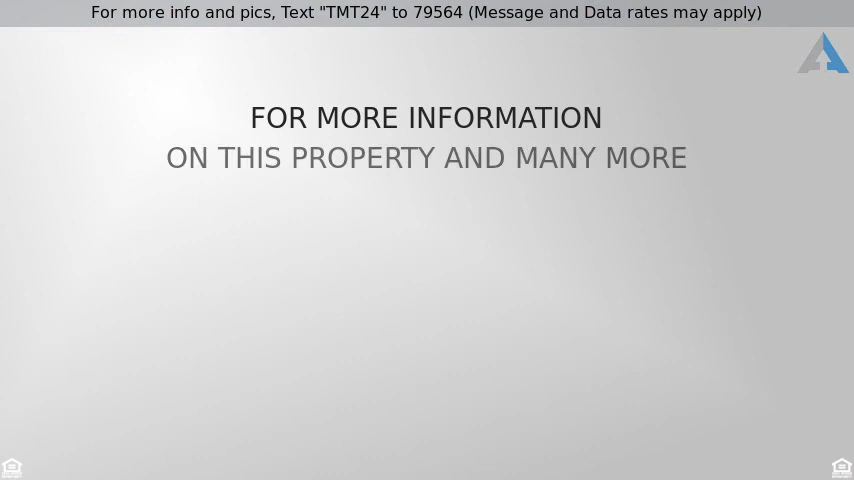 For more info and pics, Text "TMT24" to 79564 (Message and Data rates may apply)
FOR MORE INFORMATION
ON THIS PROPERTY AND MANY MORE